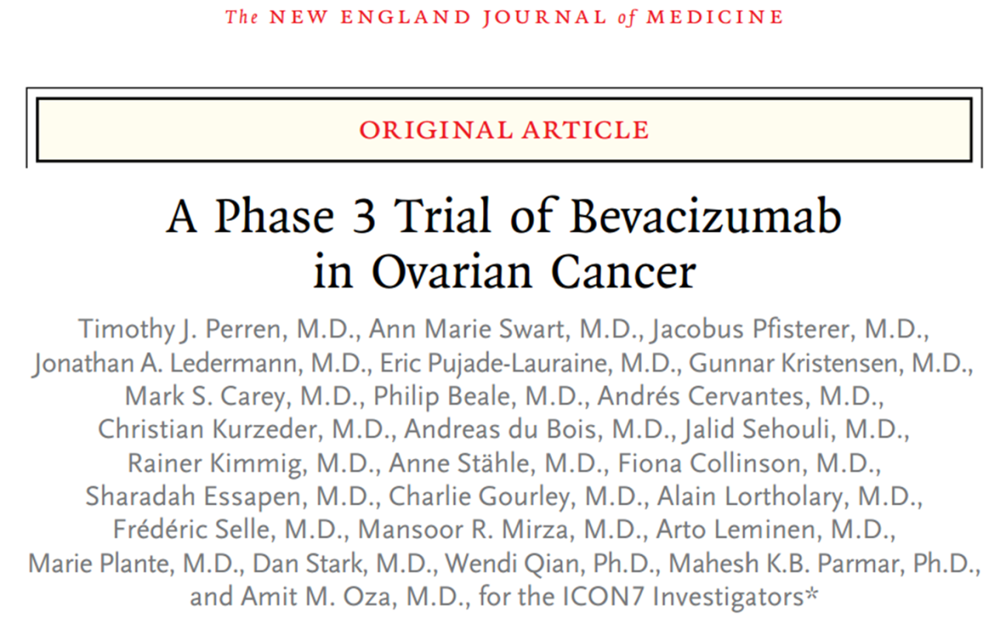 The NEW ENGLAND JOURNAL of MEDICINE
ORIGINAL ARTICLE
A Phase 3 Trial of Bevacizumab
in Ovarian Cancer
Timothy J. Perren, M.D., Ann Marie Swart, M.D., Jacobus Pfisterer, M.D.,
Jonathan A. Ledermann, M.D., Eric Pujade-Lauraine, M.D., Gunnar Kristensen, M.D.,
Mark S. Carey, M.D., Philip Beale, M.D., Andrés Cervantes, M.D.,
Christian Kurzeder, M.D., Andreas du Bois, M.D., Jalid Sehouli, M.D.,
Rainer Kimmig, M.D., Anne Stähle, M.D., Fiona Collinson, M.D.,
Sharadah Essapen, M.D., Charlie Gourley, M.D., Alain Lortholary, M.D.,
Frédéric Selle, M.D., Mansoor R. Mirza, M.D., Arto Leminen, M.D.,
Marie Plante, M.D., Dan Stark, M.D., Wendi Qian, Ph.D., Mahesh K.B. Parmar, Ph.D.,
and Amit M. Oza, M.D., for the ICON7 Investigators*